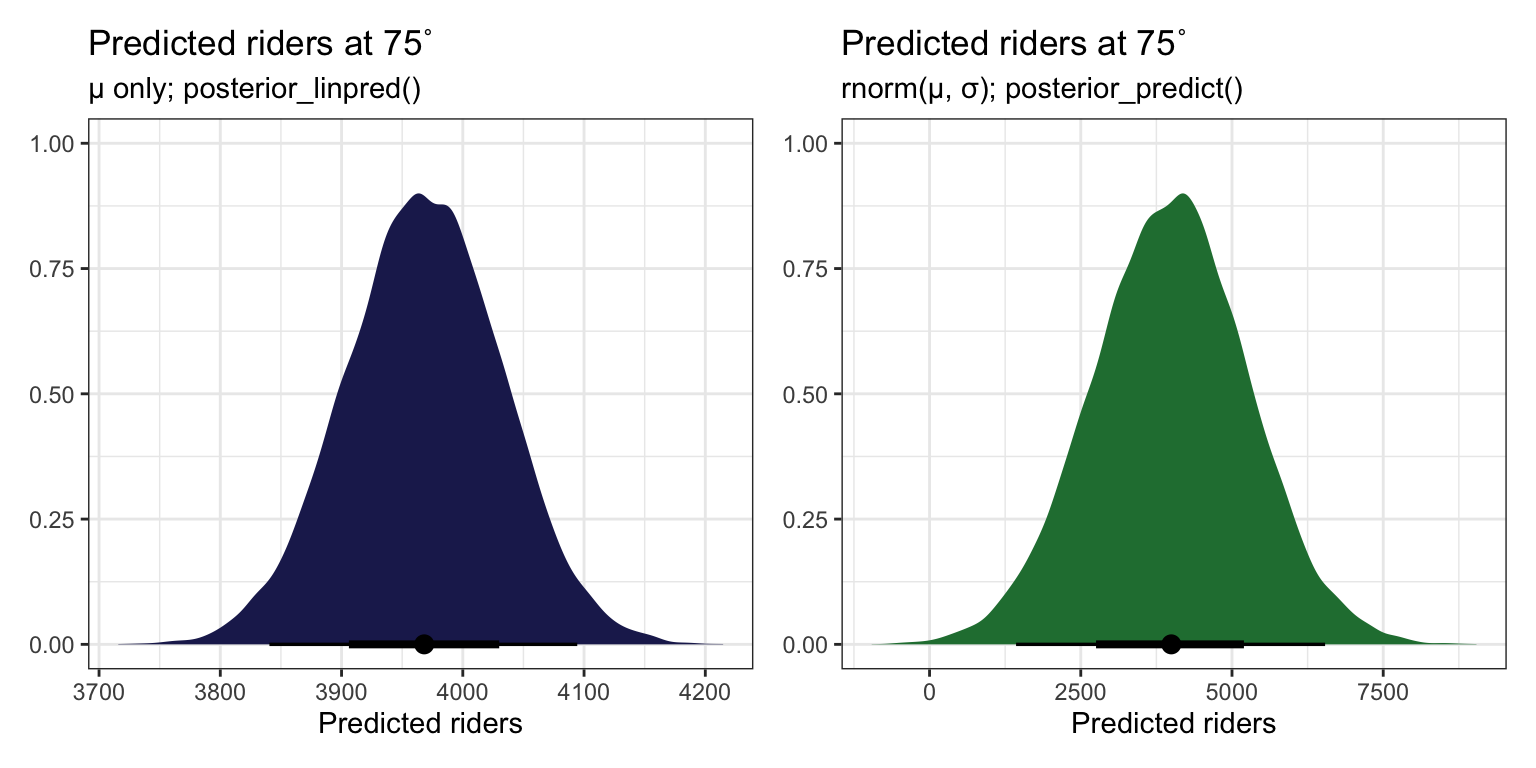 Predicted riders at 75˚
μ only; posterior_linpred()
1.00
0.75
0.50
0.25
0.00
3700 3800 3900 4000 4100 4200
Predicted riders
Predicted riders at 75˚
rnorm(μ, σ); posterior_predict()
1.00
0.75
0.50
0.25
0.00
0 2500 5000 7500
Predicted riders